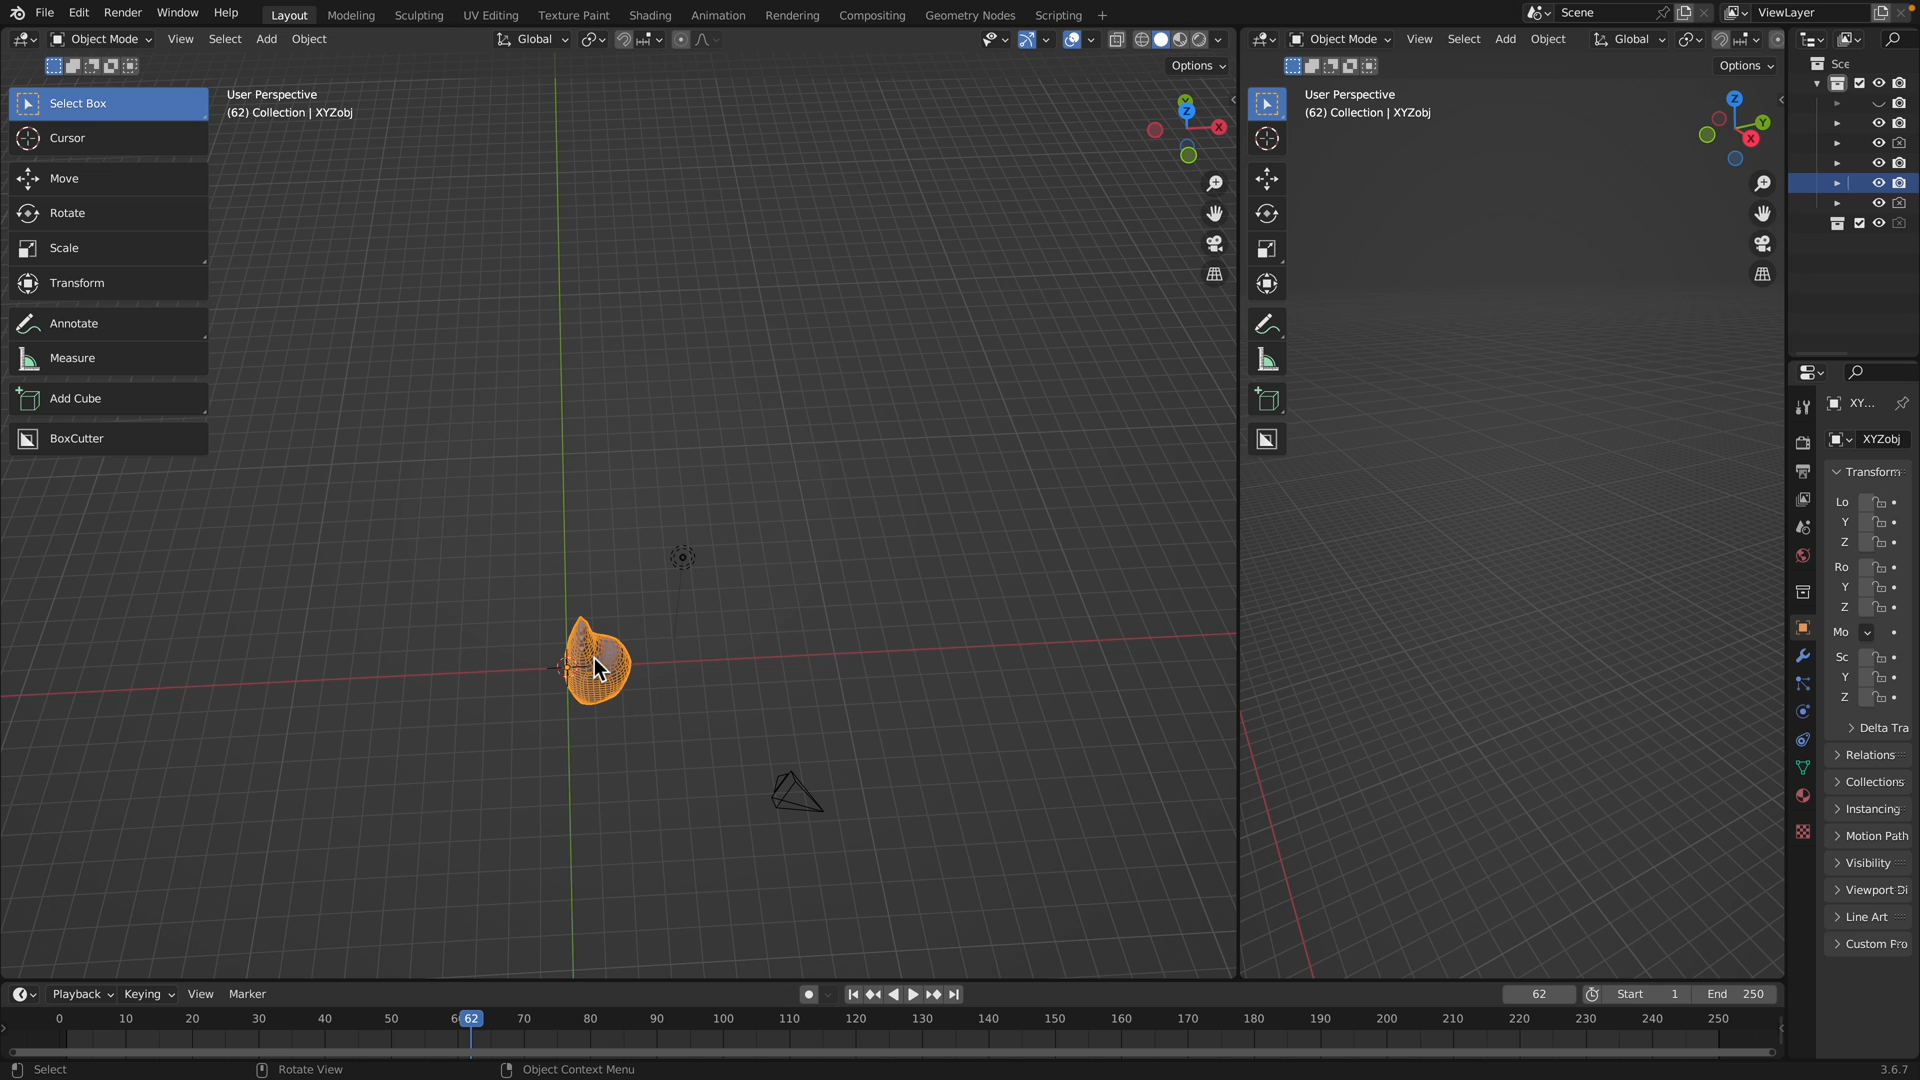 File Edit Render Window Help Layout Modeling Sculpting UV Editing Texture Paint Shading Animation Rendering Compositing Geometry Nodes Scripting + Scene ViewLayer
Object Mode View Select Add Object Global Object Mode View Select Add Object Global
Options Options
Sce
Select Box
Cursor
Move
Rotate
Scale
Transform
Annotate
Measure
Add Cube
BoxCutter
User Perspective
(62) Collection | XYZobj
Y
Z
X
User Perspective
(62) Collection | XYZobj
Z
Y
X
XY...
XYZobj
Transform
Lo
Y
Z
Ro
Y
Z
Mo
Sc
Y
Z
Delta Tra
Relations
Collections
Instancing
Motion Path
Visibility
Viewport Di
Line Art
Custom Pro
Playback Keying View Marker 62 Start 1 End 250
0 10 20 30 40 50 6 62 70 80 90 100 110 120 130 140 150 160 170 180 190 200 210 220 230 240 250
Select Rotate View Object Context Menu 3.6.7